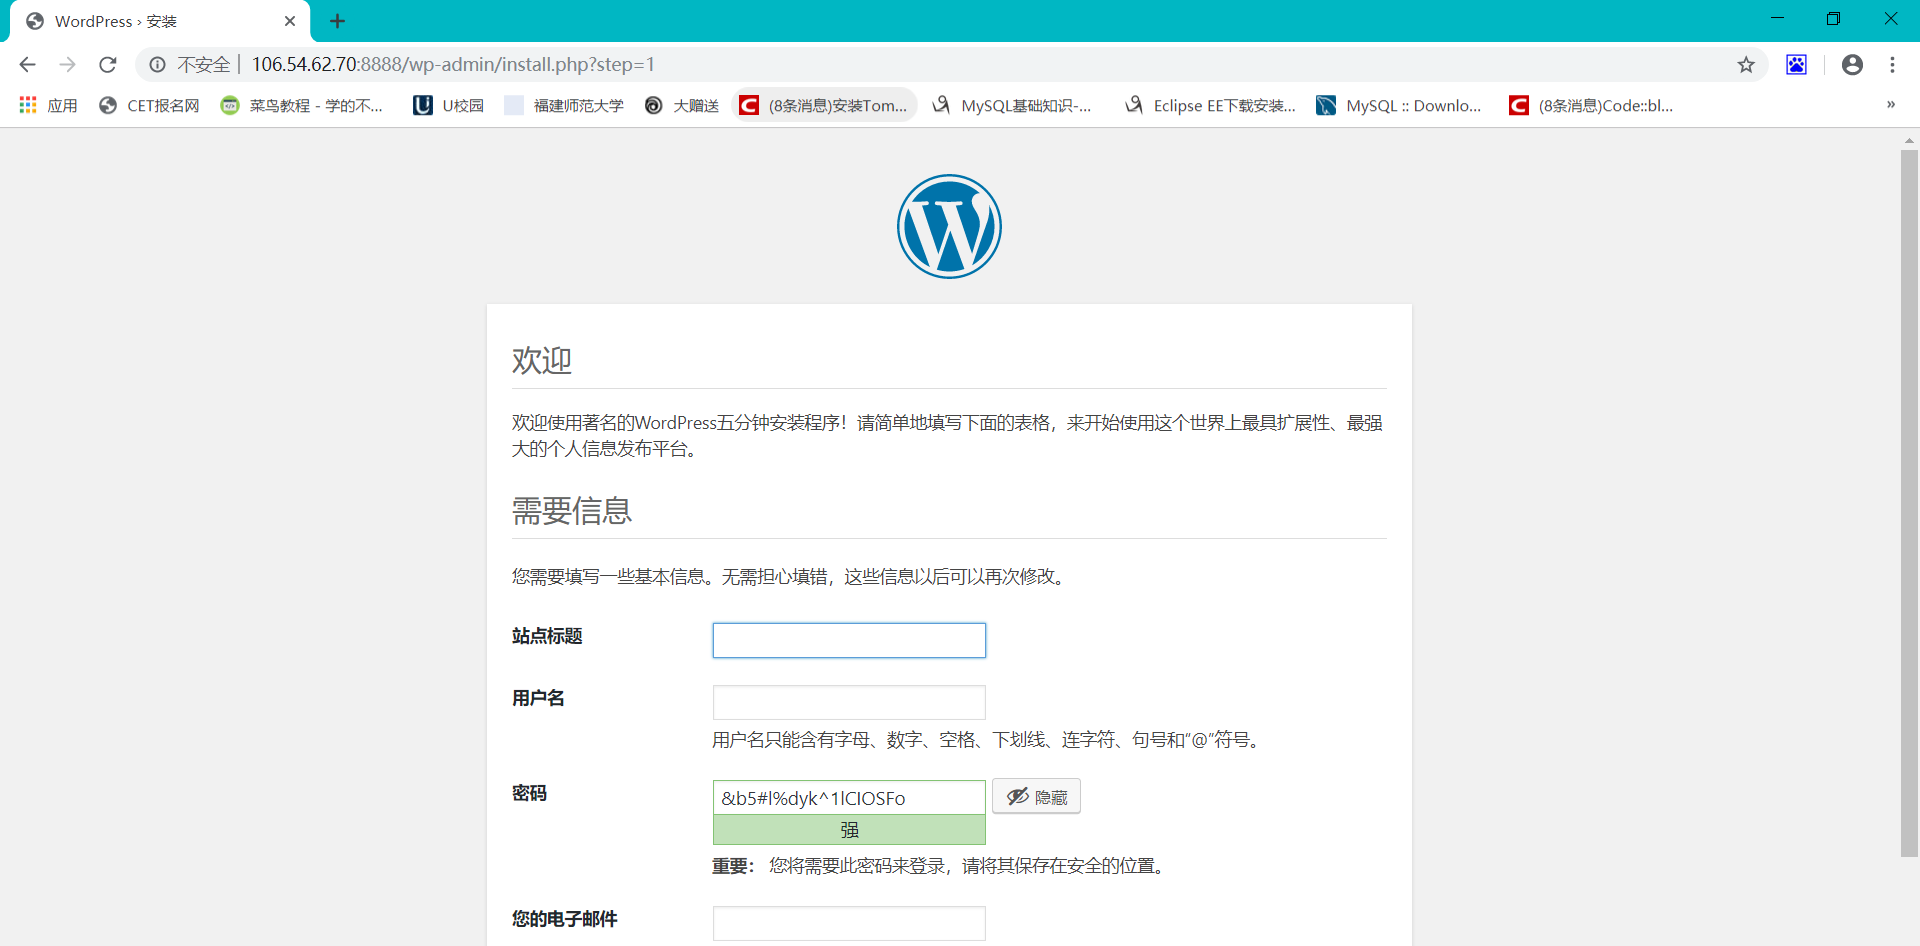 WordPress › 安装
不安全 | 106.54.62.70:8888/wp-admin/install.php?step=1
应用 CET报名网 菜鸟教程 - 学的不... U校园 福建师范大学 大赠送 (8条消息)安装Tom... MySQL基础知识-... Eclipse EE下载安装... MySQL :: Downlo... (8条消息)Code::bl... »
欢迎
欢迎使用著名的WordPress五分钟安装程序！请简单地填写下面的表格，来开始使用这个世界上最具扩展性、最强
大的个人信息发布平台。
需要信息
您需要填写一些基本信息。无需担心填错，这些信息以后可以再次修改。
站点标题
用户名
用户名只能含有字母、数字、空格、下划线、连字符、句号和“@”符号。
密码 &b5#l%dyk^1lCIOSFo 隐藏
强
重要： 您将需要此密码来登录，请将其保存在安全的位置。
您的电子邮件